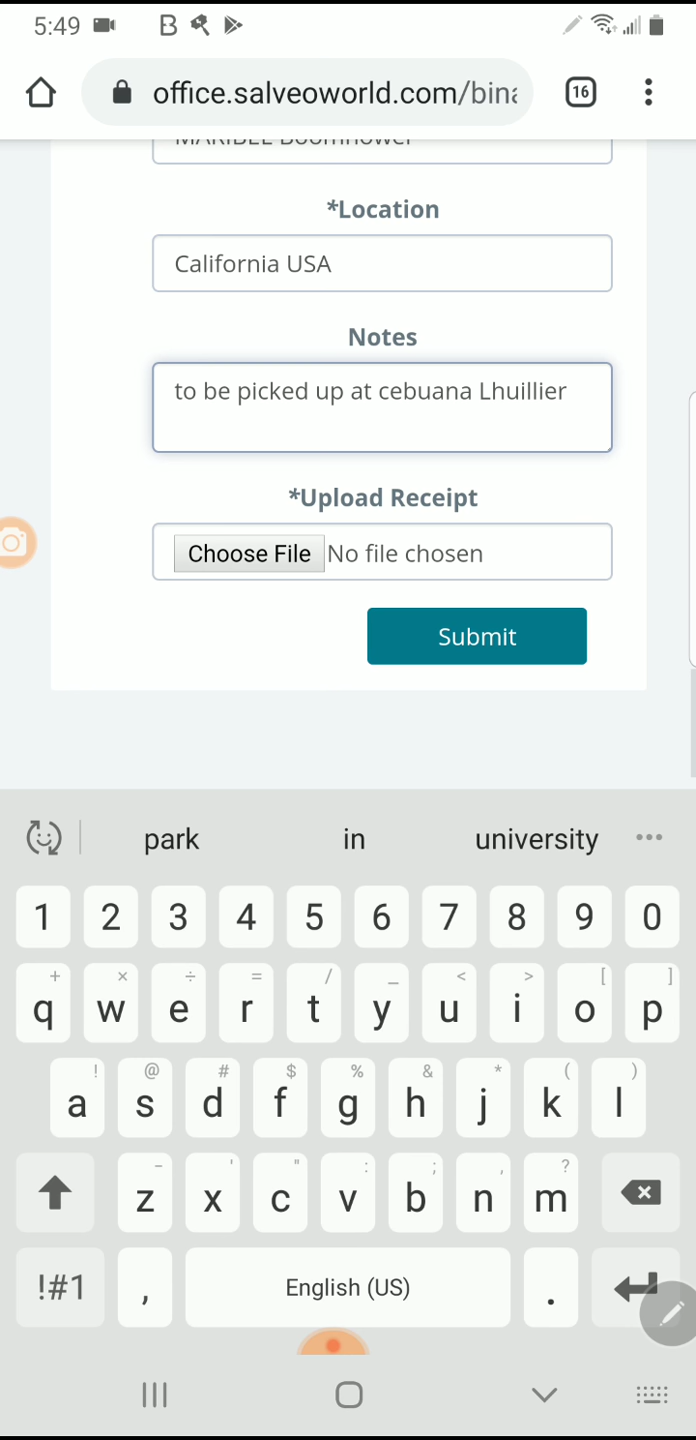 5:49
office.salveoworld.com/bina
16
MARIBEL Boomhower
*Location
California USA
Notes
to be picked up at cebuana Lhuillier
*Upload Receipt
Choose File No file chosen
Submit
park in university •••
1 2 3 4 5 6 7 8 9 0
+ × ÷ = / _ < > [ ]
q w e r t y u i o p
! @ # $ % & * ( )
a s d f g h j k l
- ' " : ; , ?
z x c v b n m
!#1 , English (US) .